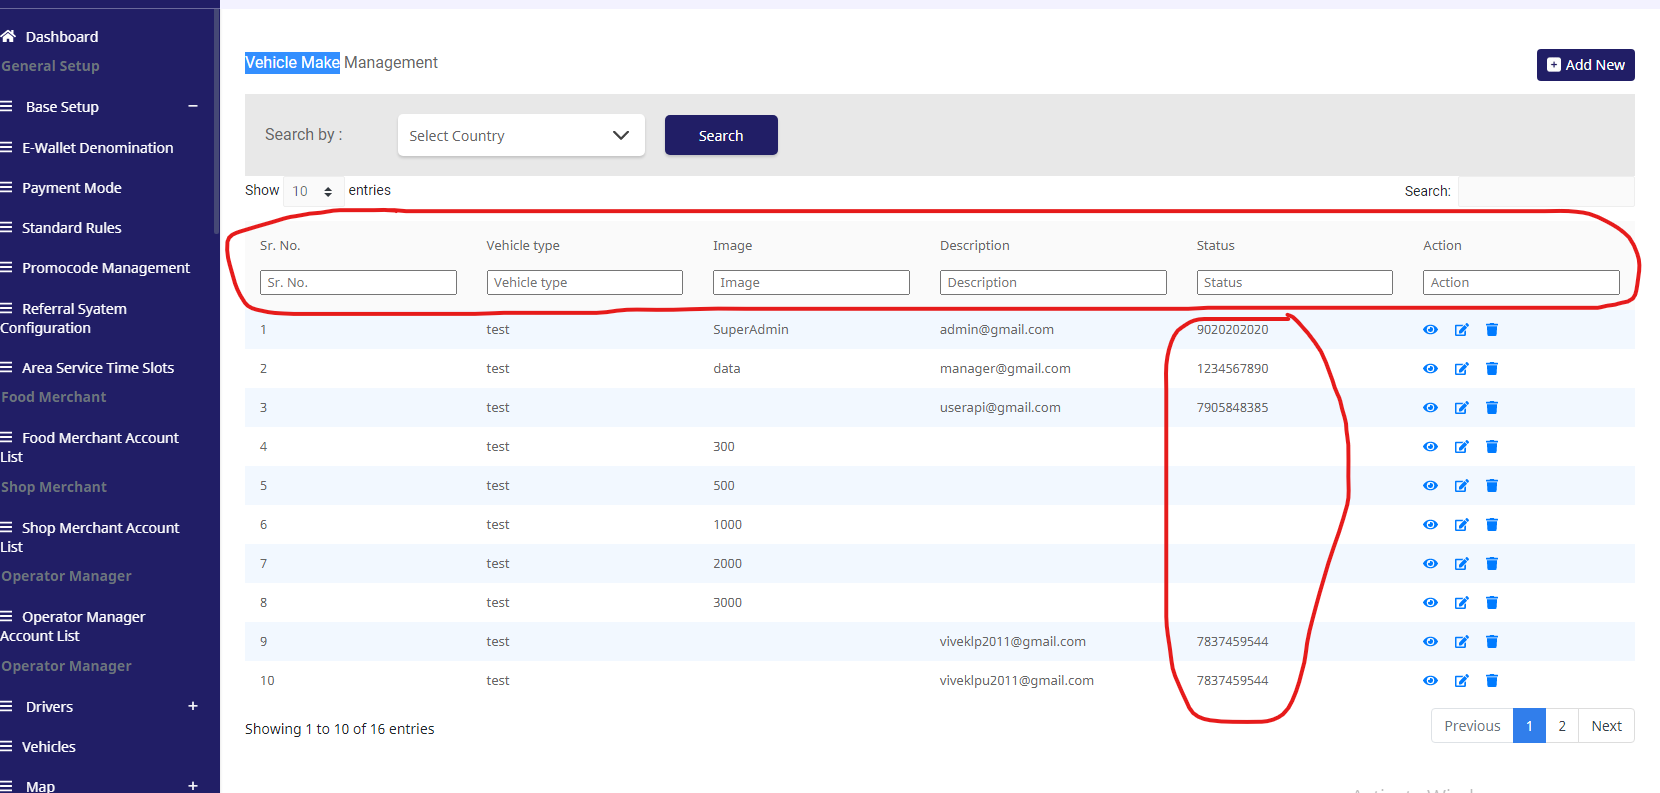 Dashboard
General Setup
Base Setup
E-Wallet Denomination
Payment Mode
Standard Rules
Promocode Management
Referral Syatem
Configuration
Area Service Time Slots
Food Merchant
Food Merchant Account
List
Shop Merchant
Shop Merchant Account
List
Operator Manager
Operator Manager
Account List
Operator Manager
Drivers
Vehicles
Map
Vehicle Make Management
Add New
Search by :
Select Country
Search
Show 10 entries
Search:
Sr. No. Vehicle type Image Description Status Action
Sr. No. Vehicle type Image Description Status Action
1 test SuperAdmin admin@gmail.com 9020202020
2 test data manager@gmail.com 1234567890
3 test userapi@gmail.com 7905848385
4 test 300
5 test 500
6 test 1000
7 test 2000
8 test 3000
9 test viveklp2011@gmail.com 7837459544
10 test viveklpu2011@gmail.com 7837459544
Showing 1 to 10 of 16 entries
Previous 1 2 Next